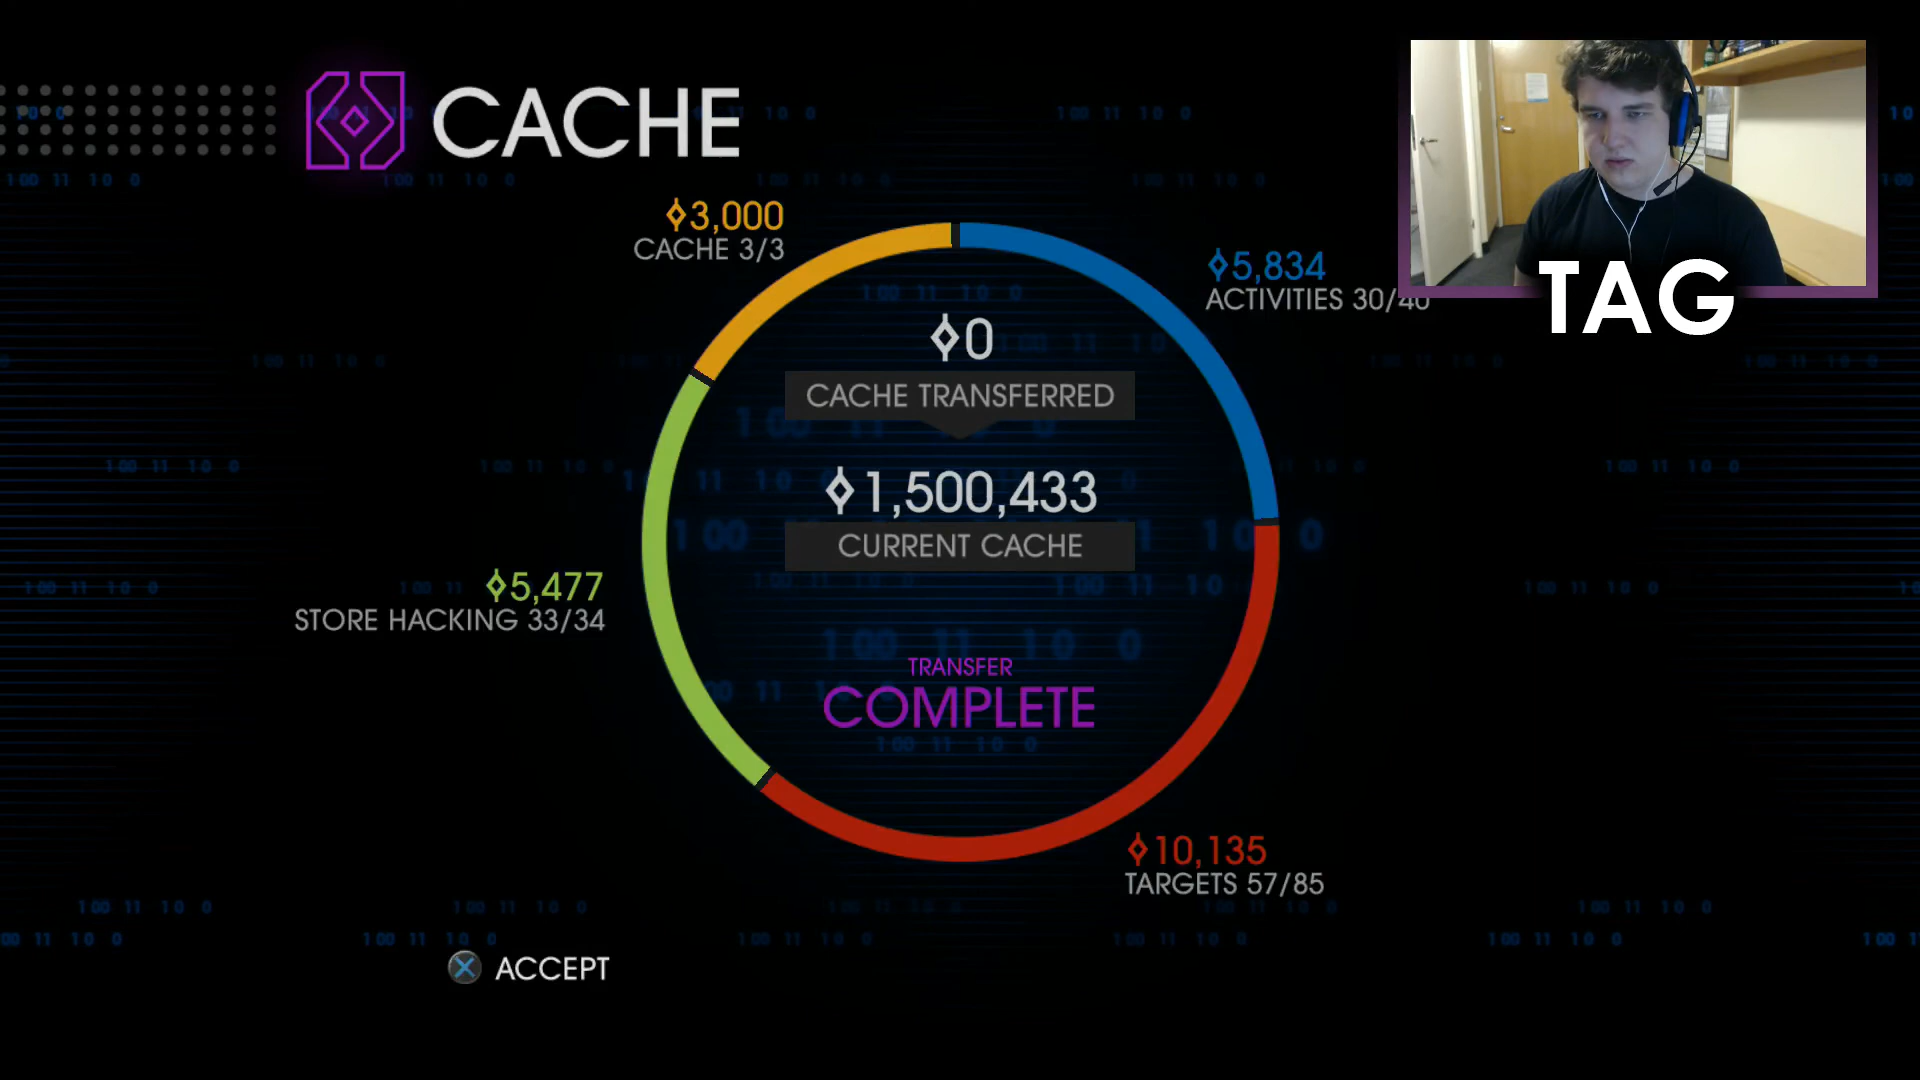 CACHE
3,000
CACHE 3/3
5,834
ACTIVITIES 30/40
TAG
0
CACHE TRANSFERRED
1,500,433
CURRENT CACHE
5,477
STORE HACKING 33/34
TRANSFER
COMPLETE
10,135
TARGETS 57/85
ACCEPT